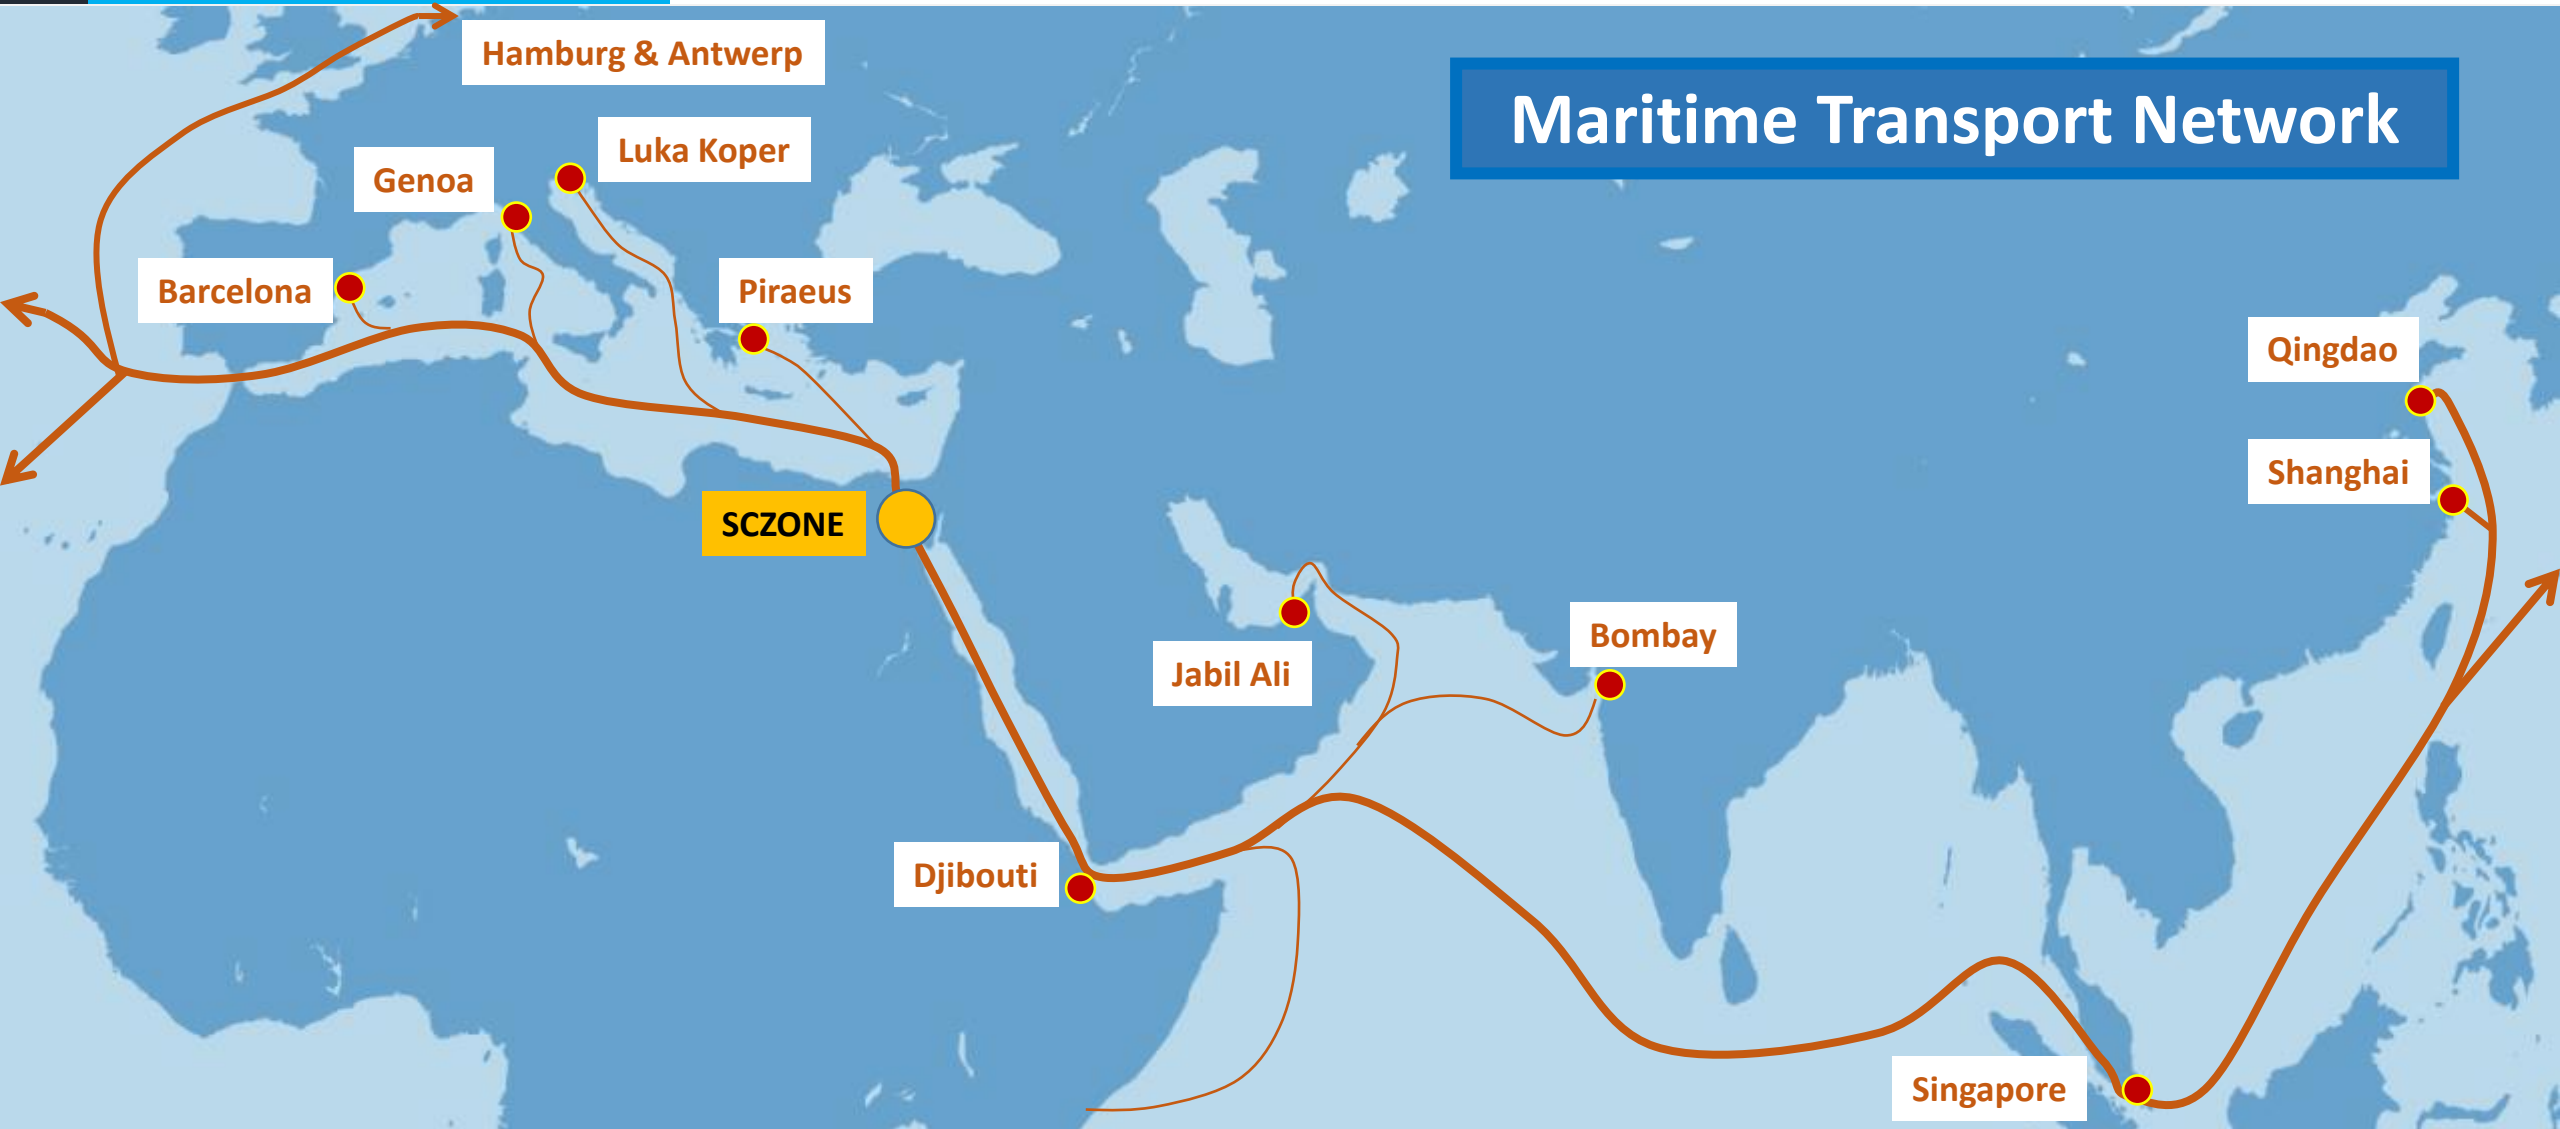 Hamburg & Antwerp
Maritime Transport Network
Luka Koper
Genoa
Barcelona
Piraeus
Qingdao
Shanghai
SCZONE
Bombay
Jabil Ali
Djibouti
Singapore